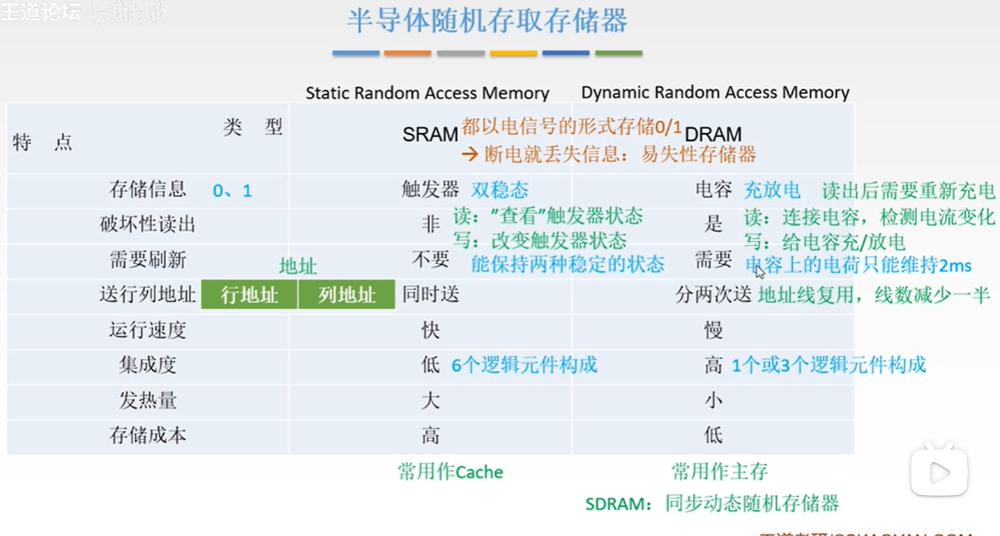 王道论坛
半导体随机存取存储器
Static Random Access Memory Dynamic Random Access Memory
类 型
特 点
SRAM 都以电信号的形式存储0/1 DRAM
→ 断电就丢失信息：易失性存储器
存储信息 0、1 触发器 双稳态 电容 充放电 读出后需要重新充电
破坏性读出 非 读："查看"触发器状态 是 读：连接电容，检测电流变化
写：改变触发器状态 写：给电容充/放电
需要刷新 不要 能保持两种稳定的状态 需要 电容上的电荷只能维持2ms
地址
送行列地址 行地址 列地址 同时送 分两次送 地址线复用，线数减少一半
运行速度 快 慢
集成度 低 6个逻辑元件构成 高 1个或3个逻辑元件构成
发热量 大 小
存储成本 高 低
常用作Cache 常用作主存
SDRAM：同步动态随机存储器